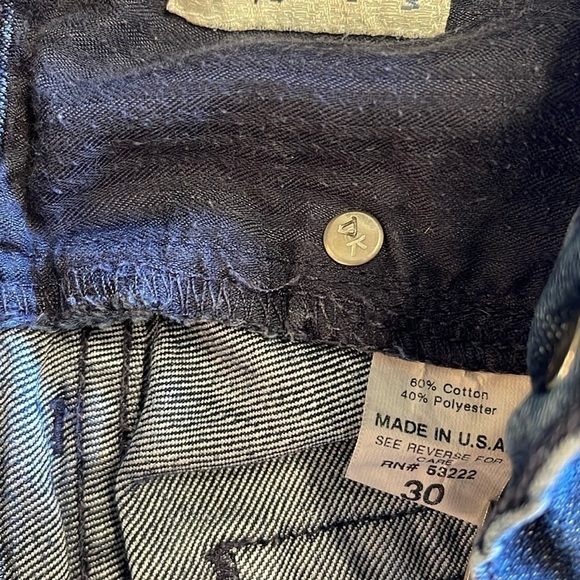 60% Cotton
40% Polyester
MADE IN U.S.A.
SEE REVERSE FOR
CARE
RN# 53222
30